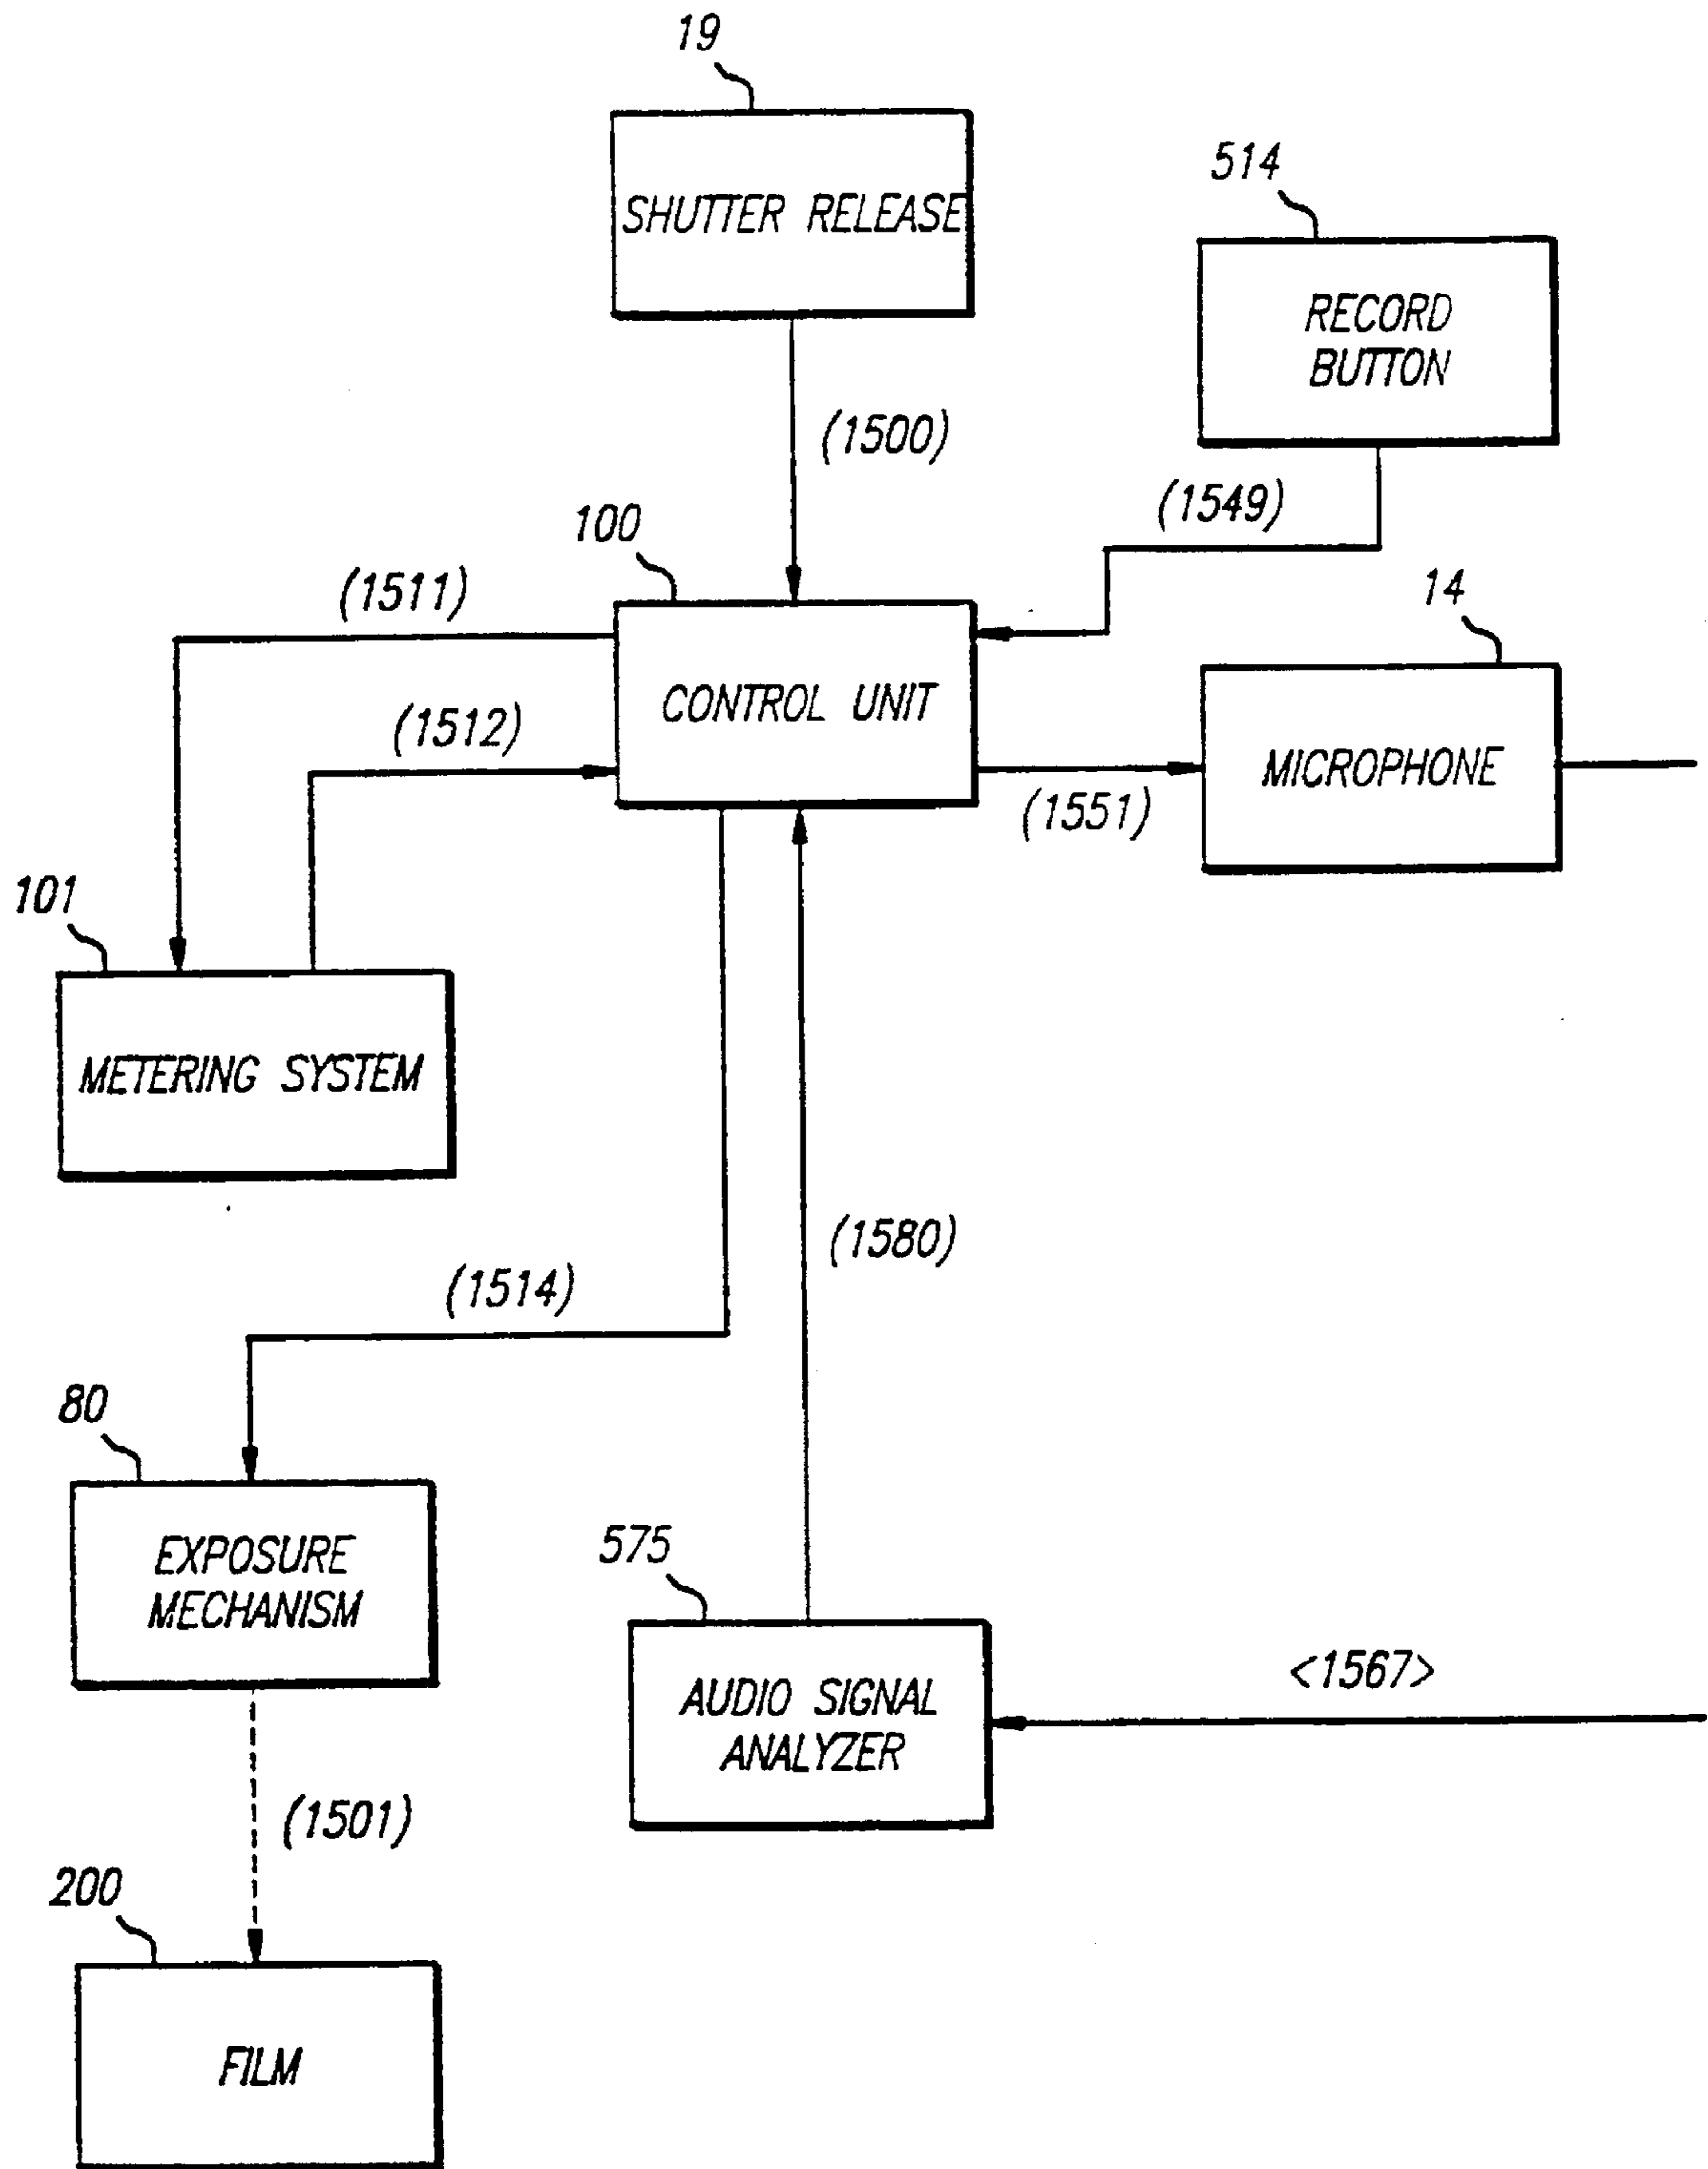 19
SHUTTER RELEASE
514
RECORD
BUTTON
(1500)
(1549)
100
(1511)
CONTROL UNIT
14
MICROPHONE
(1512)
(1551)
101
METERING SYSTEM
(1580)
(1514)
80
EXPOSURE
MECHANISM
575
AUDIO SIGNAL
ANALYZER
<1567>
(1501)
200
FILM